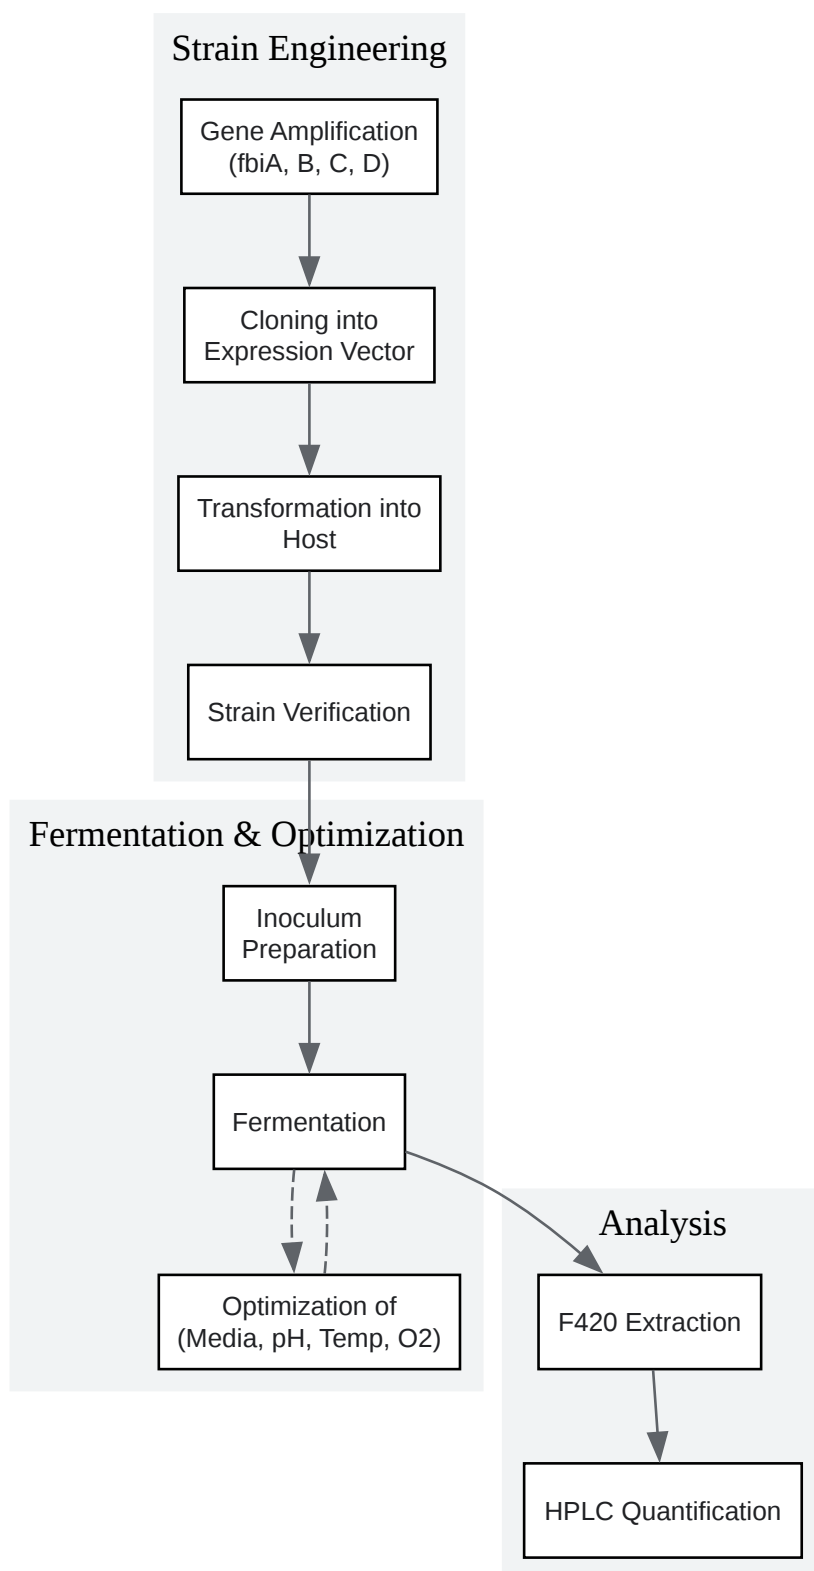 Strain Engineering
Gene Amplification
(fbiA, B, C, D)
Cloning into
Expression Vector
Transformation into
Host
Strain Verification
Fermentation & Optimization
Inoculum
Preparation
Fermentation
Optimization of
(Media, pH, Temp, O2)
Analysis
F420 Extraction
HPLC Quantification